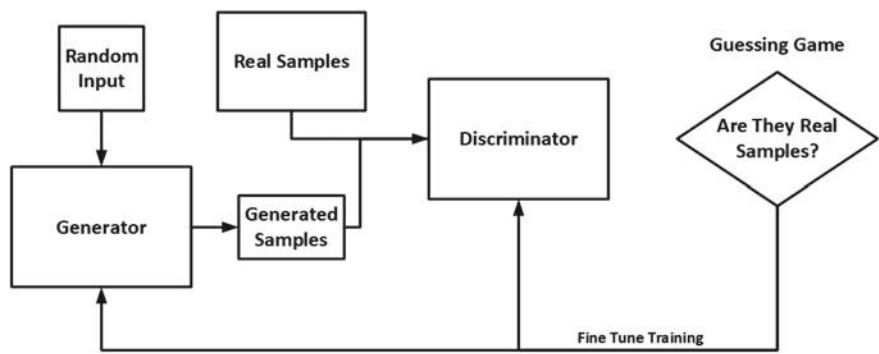 Random
Input
Real Samples
Guessing Game
Discriminator
Are They Real
Samples?
Generator
Generated
Samples
Fine Tune Training